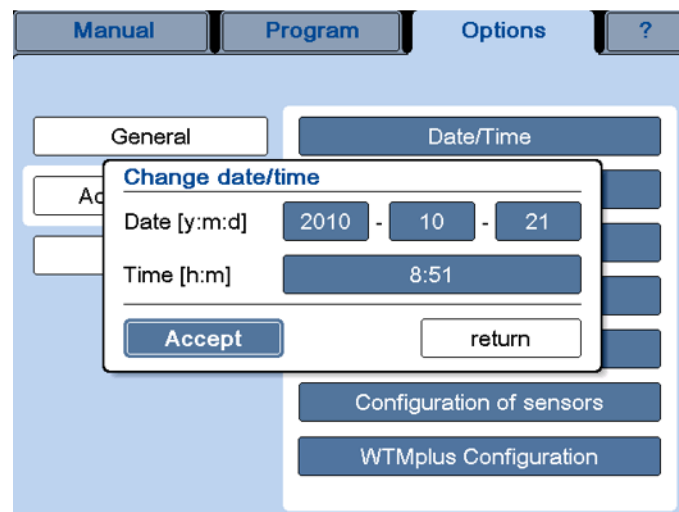 Manual Program Options ?
General Date/Time
Change date/time
Date [y:m:d] 2010 - 10 - 21
Time [h:m] 8:51
Accept return
Configuration of sensors
WTMplus Configuration